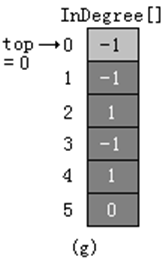 InDegree[]
top → 0 -1
= 0
1 -1
2 1
3 -1
4 1
5 0
(g)